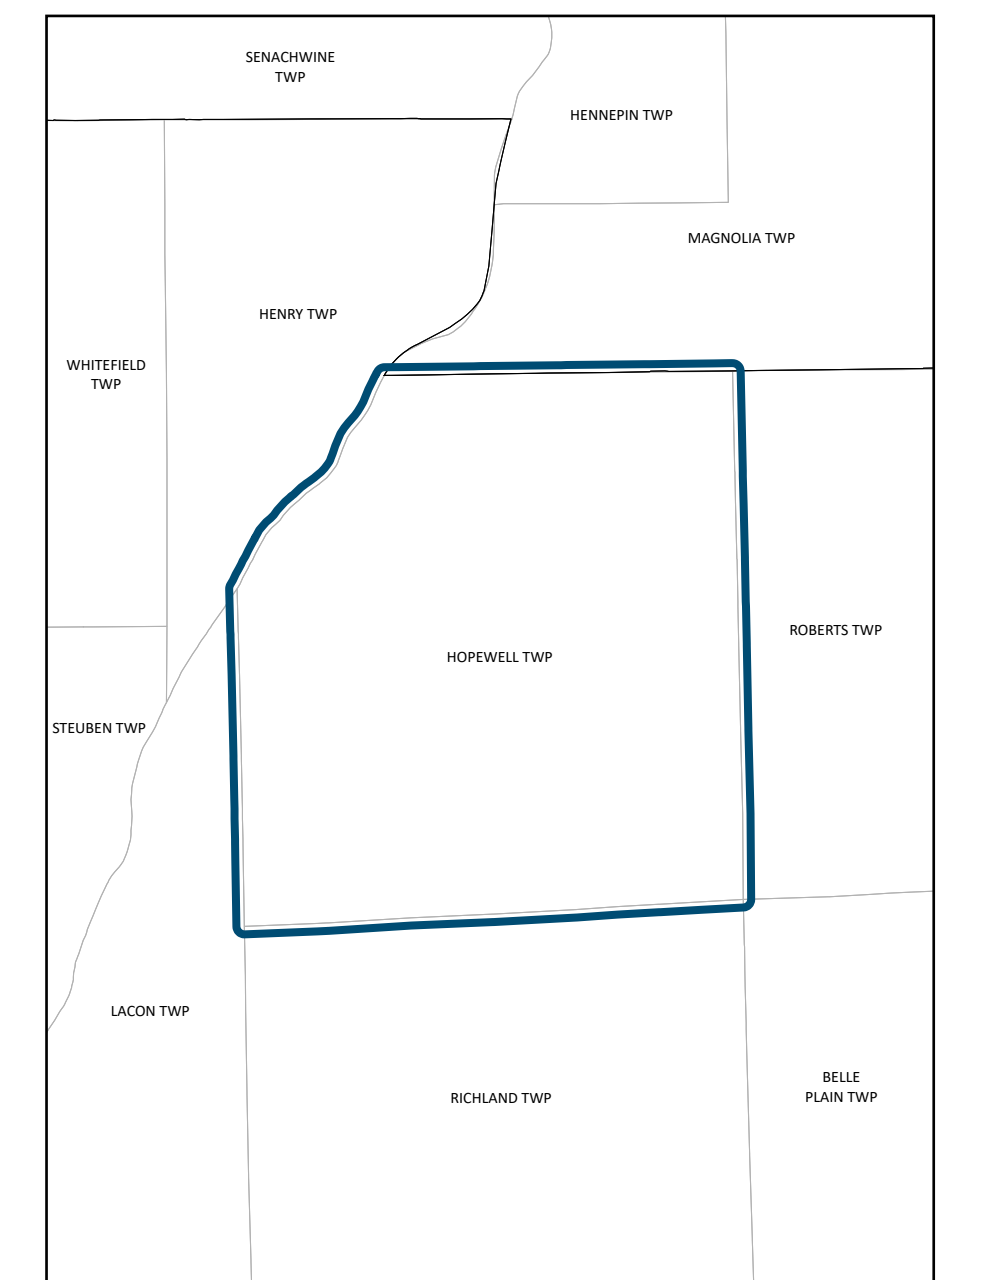 SENACHWINE
TWP
HENNEPIN TWP
MAGNOLIA TWP
HENRY TWP
WHITEFIELD
TWP
ROBERTS TWP
HOPEWELL TWP
STEUBEN TWP
LACON TWP
BELLE
PLAIN TWP
RICHLAND TWP